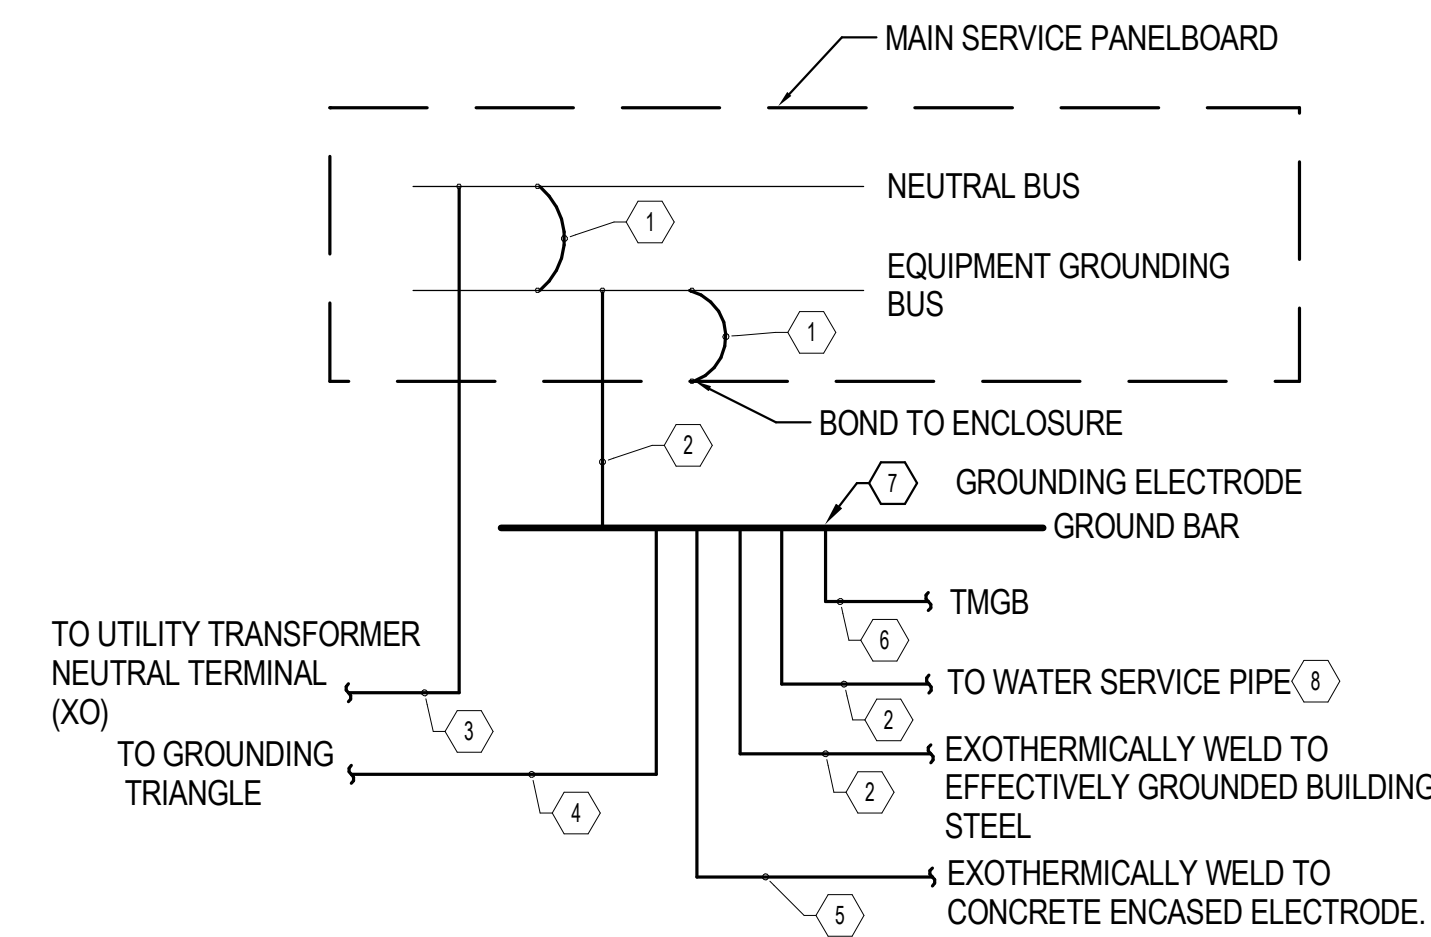 MAIN SERVICE PANELBOARD
NEUTRAL BUS
1
EQUIPMENT GROUNDING
BUS
1
BOND TO ENCLOSURE
2
7
GROUNDING ELECTRODE
GROUND BAR
TMGB
6
TO UTILITY TRANSFORMER
NEUTRAL TERMINAL
(XO)
3
TO WATER SERVICE PIPE 8
2
TO GROUNDING
TRIANGLE
4
EXOTHERMICALLY WELD TO
EFFECTIVELY GROUNDED BUILDING
STEEL
2
EXOTHERMICALLY WELD TO
CONCRETE ENCASED ELECTRODE.
5